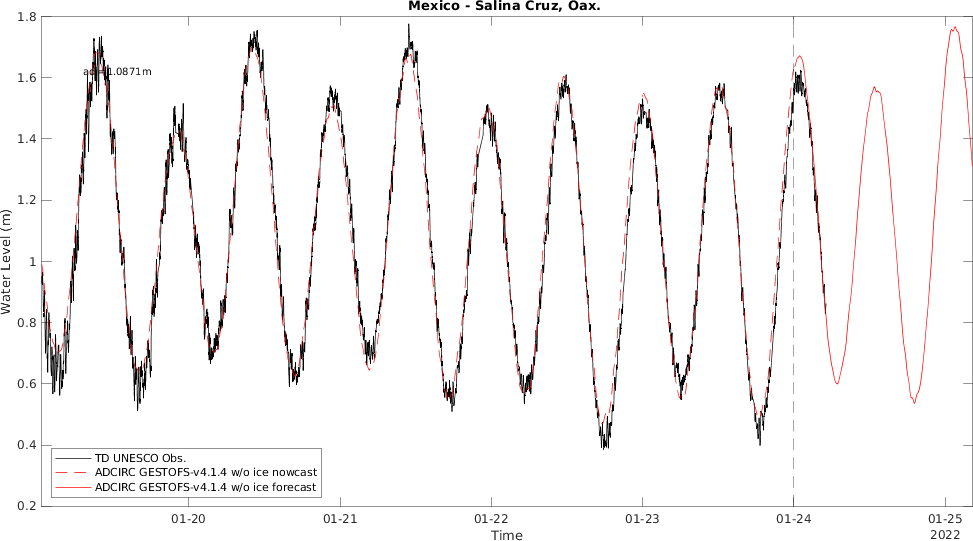 Mexico - Salina Cruz, Oax.
1.8
1.6
1.4
1.2
1
0.8
0.6
0.4
0.2
Water Level (m)
1.0871m
TD UNESCO Obs.
ADCIRC GESTOFS-v4.1.4 w/o ice nowcast
ADCIRC GESTOFS-v4.1.4 w/o ice forecast
01-20
01-21
01-22
01-23
01-24
01-25
Time
2022